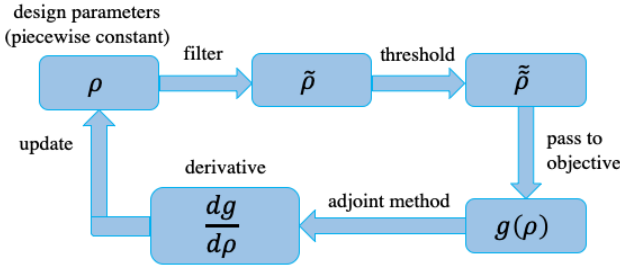 design parameters
(piecewise constant)
filter
threshold
ρ
ρ̃
ρ̃̃
update
derivative
pass to
objective
adjoint method
dg
dρ
g(ρ)